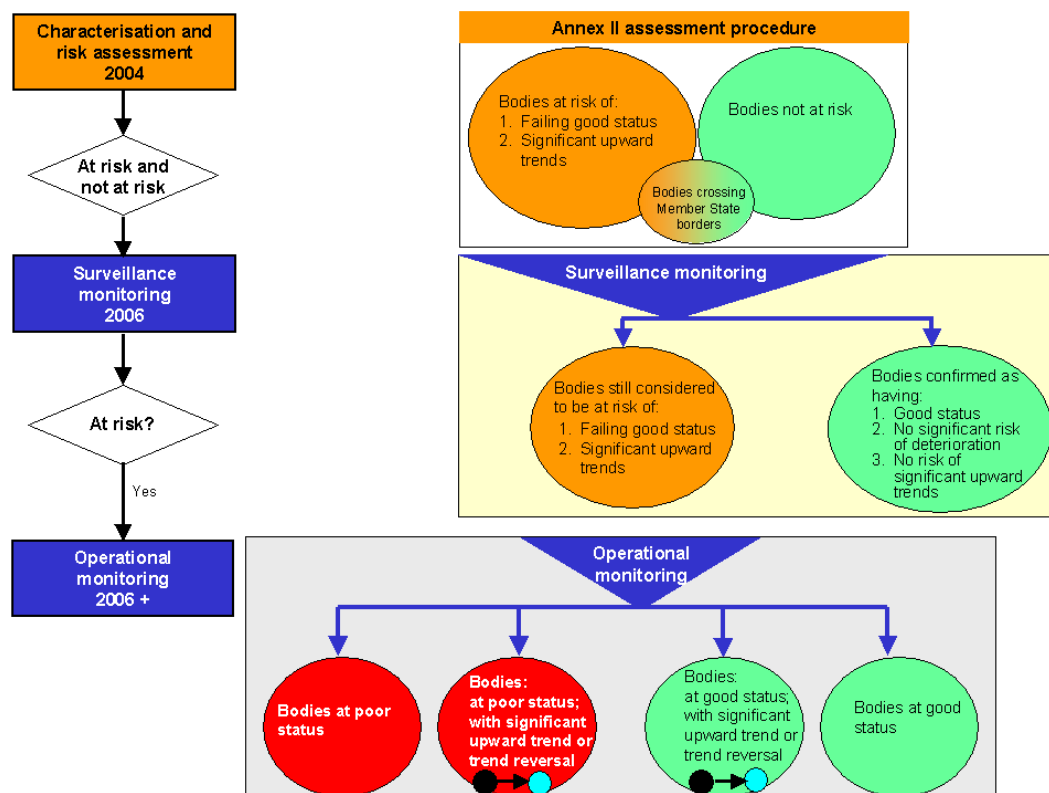 Characterisation and
risk assessment
2004
At risk and
not at risk
Surveillance
monitoring
2006
At risk?
Yes
Operational
monitoring
2006 +
Annex II assessment procedure
Bodies at risk of:
1. Failing good status
2. Significant upward
trends
Bodies not at risk
Bodies crossing
Member State
borders
Surveillance monitoring
Bodies still considered
to be at risk of:
1. Failing good status
2. Significant upward
trends
Bodies confirmed as
having:
1. Good status
2. No significant risk
of deterioration
3. No risk of
significant upward
trends
Operational
monitoring
Bodies at poor
status
Bodies:
at poor status;
with significant
upward trend or
trend reversal
Bodies:
at good status;
with significant
upward trend or
trend reversal
Bodies at good
status